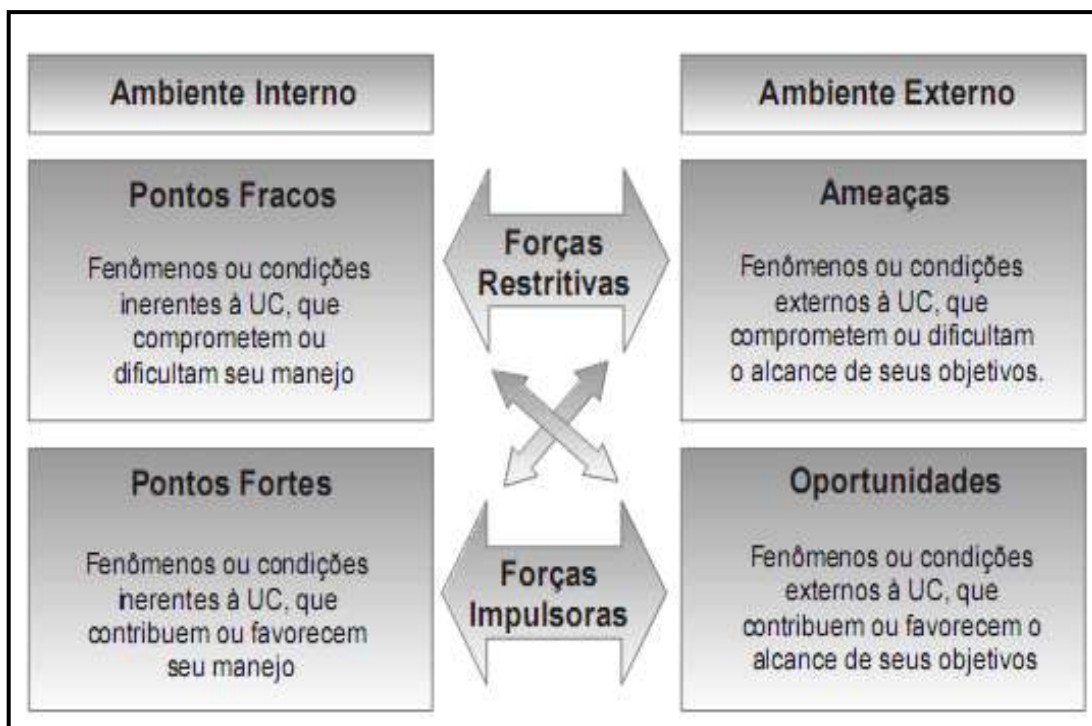 Ambiente Interno
Ambiente Externo
Pontos Fracos
Fenômenos ou condições
inerentes à UC, que
comprometem ou
dificultam seu manejo
Forças
Restritivas
Ameaças
Fenômenos ou condições
externos à UC, que
comprometem ou dificultam
o alcance de seus objetivos.
Pontos Fortes
Fenômenos ou condições
inerentes à UC, que
contribuem ou favorecem
seu manejo
Forças
Impulsoras
Oportunidades
Fenômenos ou condições
externos à UC, que
contribuem ou favorecem o
alcance de seus objetivos